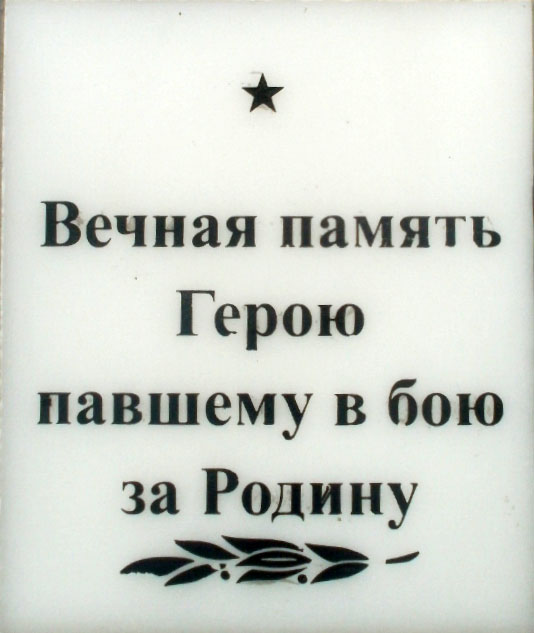 Вечная память
Герою
павшему в бою
за Родину